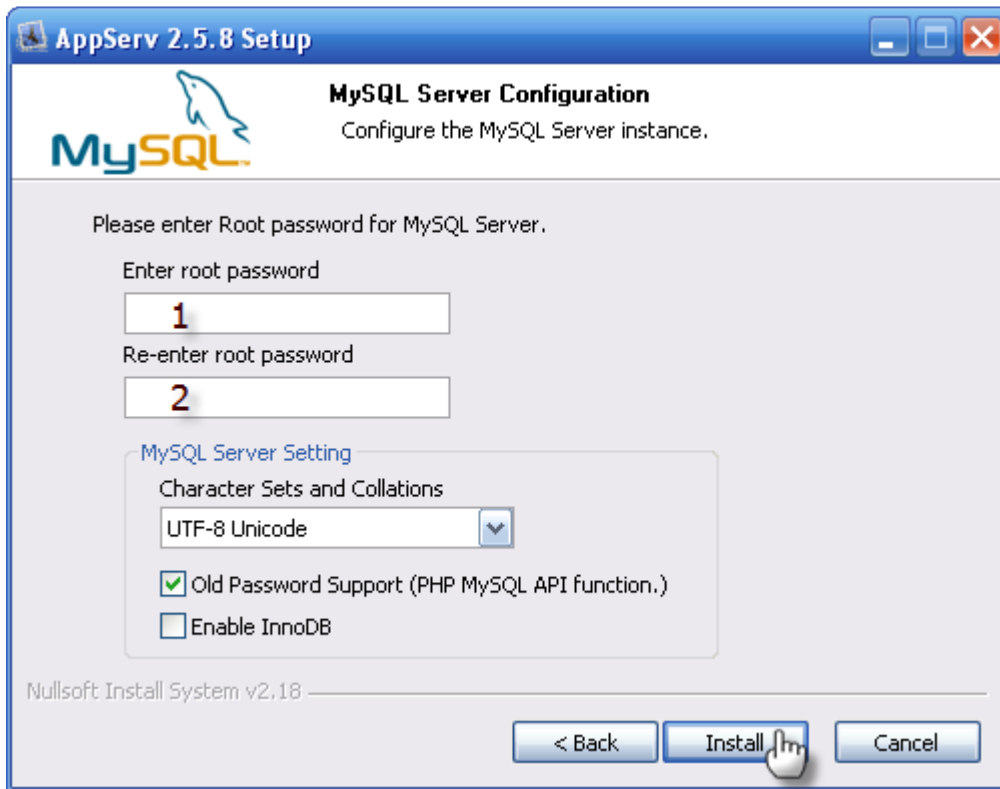 AppServ 2.5.8 Setup
MySQL Server Configuration
Configure the MySQL Server instance.
MySQL
Please enter Root password for MySQL Server.
Enter root password
1
Re-enter root password
2
MySQL Server Setting
Character Sets and Collations
UTF-8 Unicode
Old Password Support (PHP MySQL API function.)
Enable InnoDB
Nullsoft Install System v2.18
< Back Install Cancel